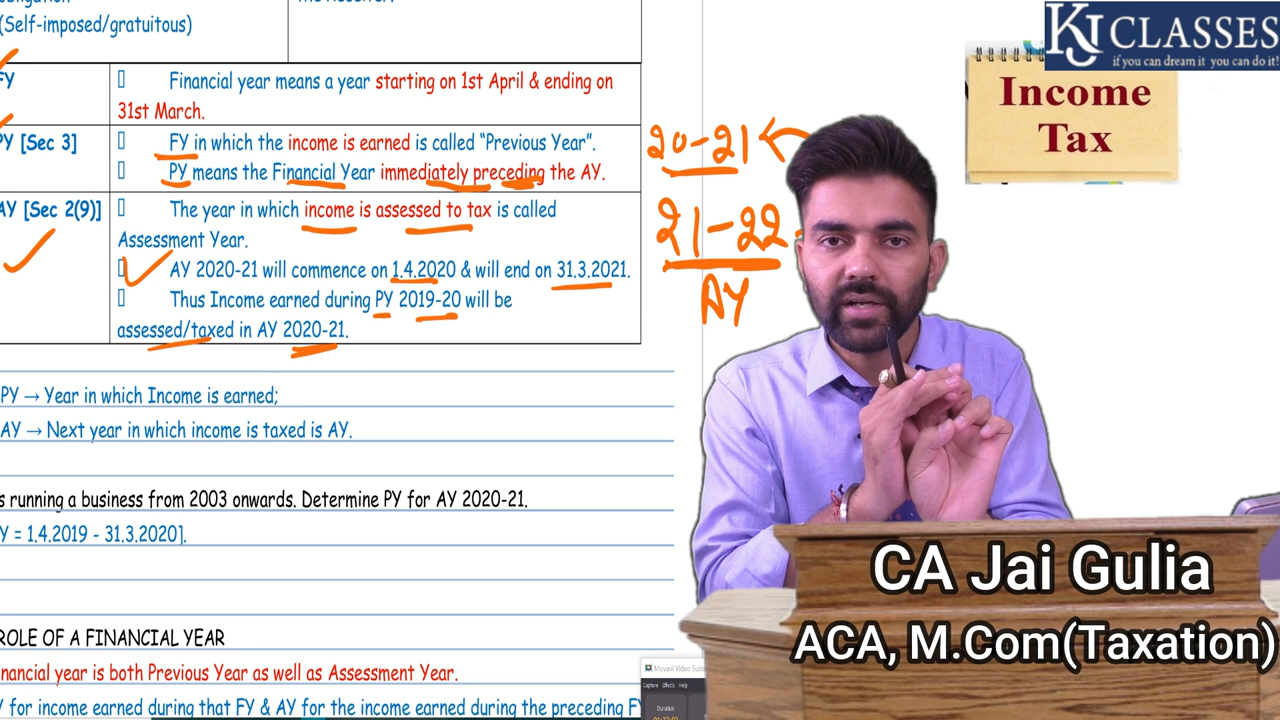 (Self-imposed/gratuitous)
FY
Financial year means a year starting on 1st April & ending on
31st March.
PY [Sec 3]
FY in which the income is earned is called “Previous Year”.
PY means the Financial Year immediately preceding the AY.
AY [Sec 2(9)]
The year in which income is assessed to tax is called
Assessment Year.
AY 2020-21 will commence on 1.4.2020 & will end on 31.3.2021.
Thus Income earned during PY 2019-20 will be
assessed/taxed in AY 2020-21.
PY → Year in which Income is earned;
AY → Next year in which income is taxed is AY.
s running a business from 2003 onwards. Determine PY for AY 2020-21.
Y = 1.4.2019 - 31.3.2020].
ROLE OF A FINANCIAL YEAR
nancial year is both Previous Year as well as Assessment Year.
Y for income earned during that FY & AY for the income earned during the preceding FY
20-21
21-22
AY
KJ CLASSES
if you can dream it you can do it!
Income
Tax
CA Jai Gulia
ACA, M.Com(Taxation)
Movavi Video Suite
Capture Effects Help
Duration